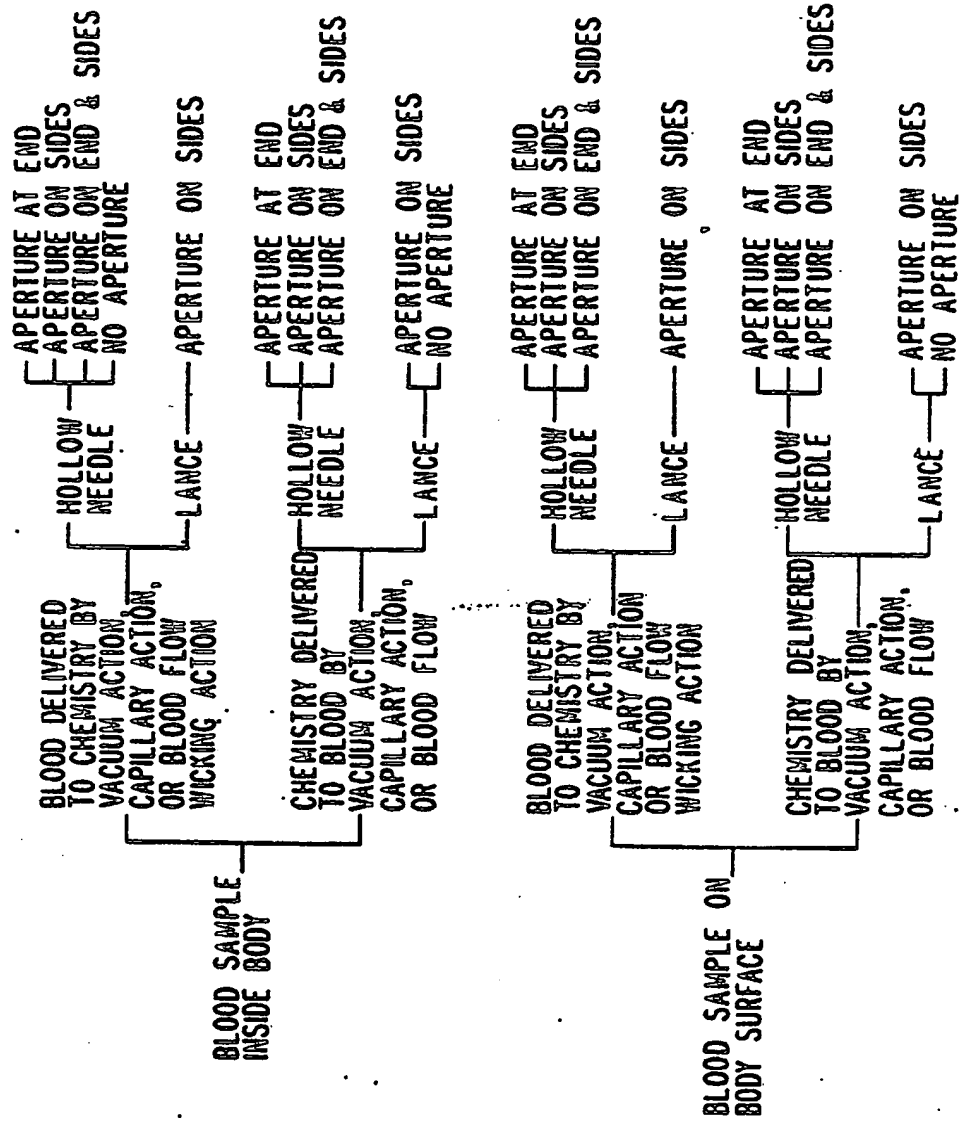 BLOOD SAMPLE
INSIDE BODY
BLOOD DELIVERED
TO CHEMISTRY BY
VACUUM ACTION,
CAPILLARY ACTION,
OR BLOOD FLOW
WICKING ACTION
HOLLOW
NEEDLE
APERTURE AT END
APERTURE ON SIDES
APERTURE ON END & SIDES
NO APERTURE
LANCE
APERTURE ON SIDES
CHEMISTRY DELIVERED
TO BLOOD BY
VACUUM ACTION,
CAPILLARY ACTION,
OR BLOOD FLOW
HOLLOW
NEEDLE
APERTURE AT END
APERTURE ON SIDES
APERTURE ON END & SIDES
LANCE
APERTURE ON SIDES
NO APERTURE
BLOOD SAMPLE ON
BODY SURFACE
BLOOD DELIVERED
TO CHEMISTRY BY
VACUUM ACTION,
CAPILLARY ACTION
OR BLOOD FLOW
WICKING ACTION
HOLLOW
NEEDLE
APERTURE AT END
APERTURE ON SIDES
APERTURE ON END & SIDES
LANCE
APERTURE ON SIDES
CHEMISTRY DELIVERED
TO BLOOD BY
VACUUM ACTION,
CAPILLARY ACTION,
OR BLOOD FLOW
HOLLOW
NEEDLE
APERTURE AT END
APERTURE ON SIDES
APERTURE ON END & SIDES
LANCE
APERTURE ON SIDES
NO APERTURE